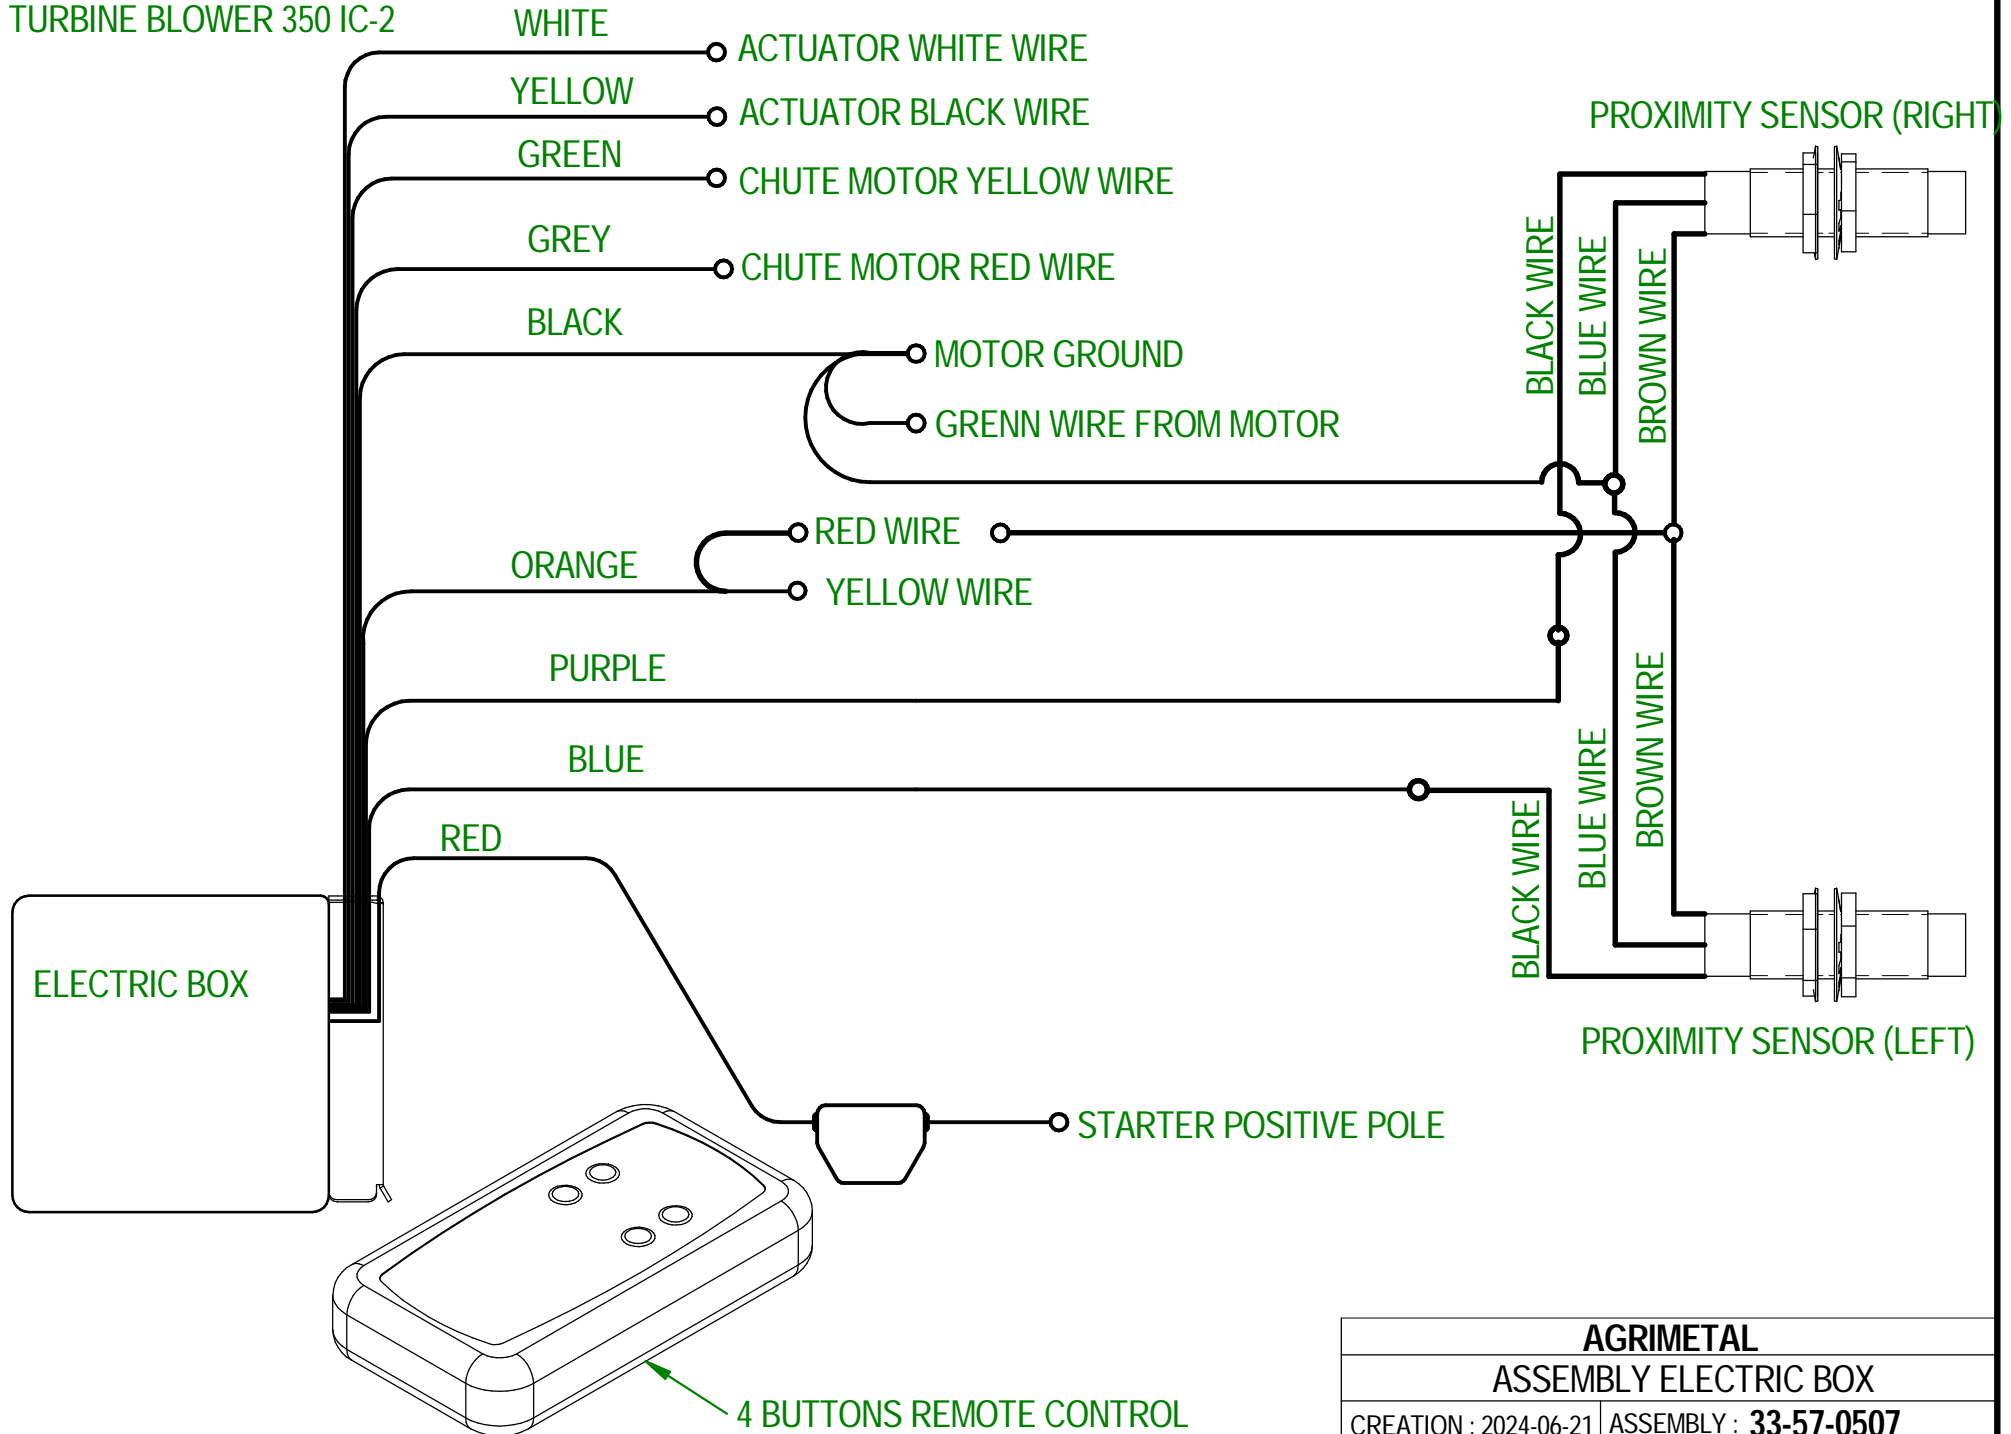 TURBINE BLOWER 350 IC-2
WHITE
ACTUATOR WHITE WIRE
YELLOW
ACTUATOR BLACK WIRE
GREEN
CHUTE MOTOR YELLOW WIRE
GREY
CHUTE MOTOR RED WIRE
BLACK
MOTOR GROUND
GRENN WIRE FROM MOTOR
RED WIRE
ORANGE
YELLOW WIRE
PURPLE
BLUE
RED
PROXIMITY SENSOR (RIGHT)
BLACK WIRE
BLUE WIRE
BROWN WIRE
BLACK WIRE
BLUE WIRE
BROWN WIRE
PROXIMITY SENSOR (LEFT)
ELECTRIC BOX
STARTER POSITIVE POLE
4 BUTTONS REMOTE CONTROL
AGRIMETAL
ASSEMBLY ELECTRIC BOX
CREATION : 2024-06-21 ASSEMBLY : 33-57-0507